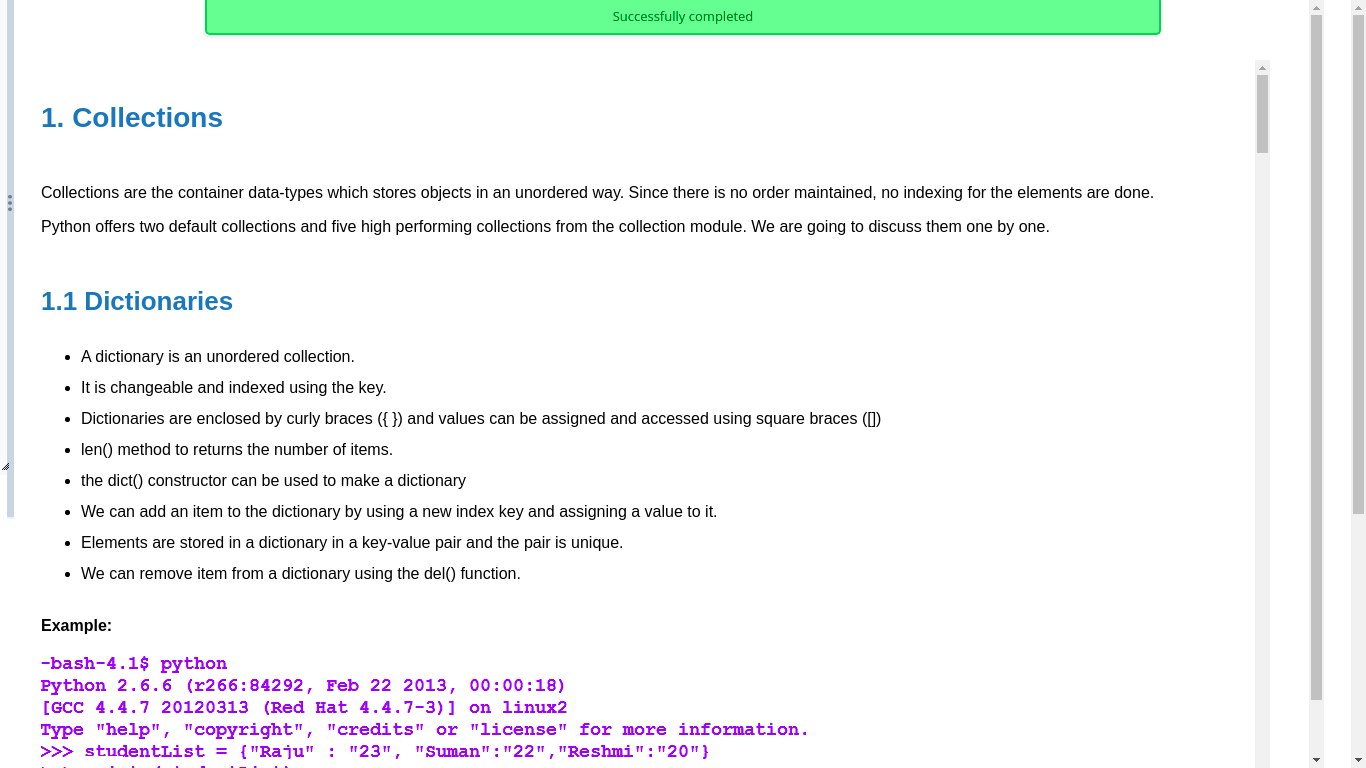 Successfully completed
1. Collections
Collections are the container data-types which stores objects in an unordered way. Since there is no order maintained, no indexing for the elements are done.
Python offers two default collections and five high performing collections from the collection module. We are going to discuss them one by one.
1.1 Dictionaries
A dictionary is an unordered collection.
It is changeable and indexed using the key.
Dictionaries are enclosed by curly braces ({ }) and values can be assigned and accessed using square braces ([])
len() method to returns the number of items.
the dict() constructor can be used to make a dictionary
We can add an item to the dictionary by using a new index key and assigning a value to it.
Elements are stored in a dictionary in a key-value pair and the pair is unique.
We can remove item from a dictionary using the del() function.
Example:
-bash-4.1$ python
Python 2.6.6 (r266:84292, Feb 22 2013, 00:00:18)
[GCC 4.4.7 20120313 (Red Hat 4.4.7-3)] on linux2
Type "help", "copyright", "credits" or "license" for more information.
>>> studentList = {"Raju" : "23", "Suman":"22","Reshmi":"20"}